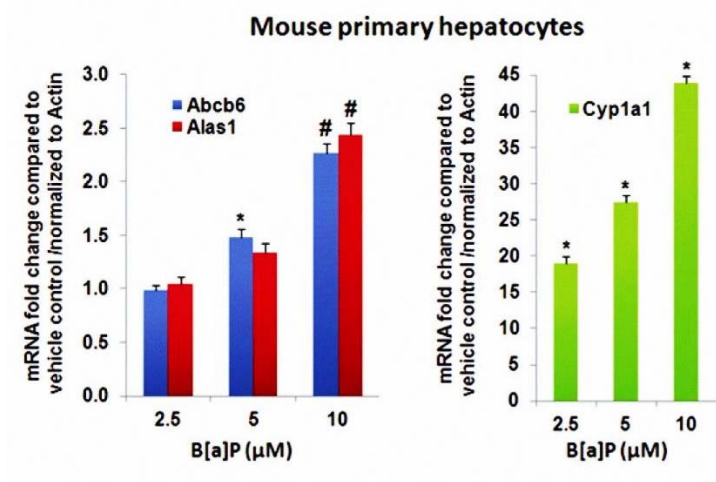 Mouse primary hepatocytes
mRNA fold change compared to
vehicle control /normalized to Actin
3.0
2.5
2.0
1.5
1.0
0.5
0.0
Abcb6
Alas1
*
#
#
2.5
5
10
B[a]P (µM)
mRNA fold change compared to
vehicle control /normalized to Actin
45
40
35
30
25
20
15
10
5
0
Cyp1a1
*
*
*
2.5
5
10
B[a]P (µM)